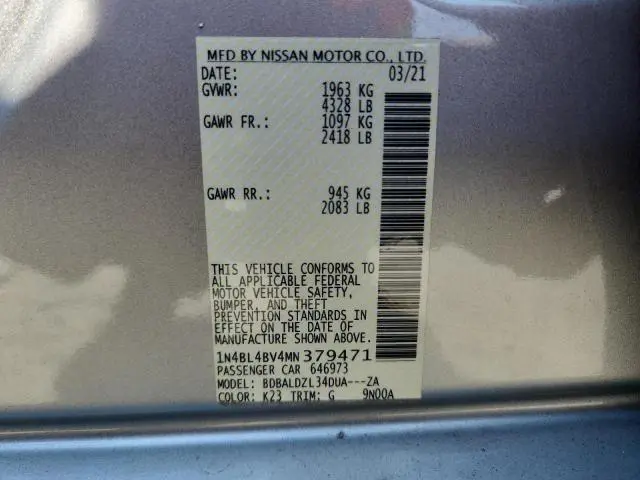 MFD BY NISSAN MOTOR CO., LTD.
DATE: 03/21
GVWR: 1963 KG
4328 LB
GAWR FR.: 1097 KG
2418 LB
GAWR RR.: 945 KG
2083 LB
THIS VEHICLE CONFORMS TO
ALL APPLICABLE FEDERAL
MOTOR VEHICLE SAFETY,
BUMPER, AND THEFT
PREVENTION STANDARDS IN
EFFECT ON THE DATE OF
MANUFACTURE SHOWN ABOVE.
1N4BL4BV4MN379471
PASSENGER CAR 646973
MODEL: BDBALDZL34DUA---ZA
COLOR: K23 TRIM: G 9N00A